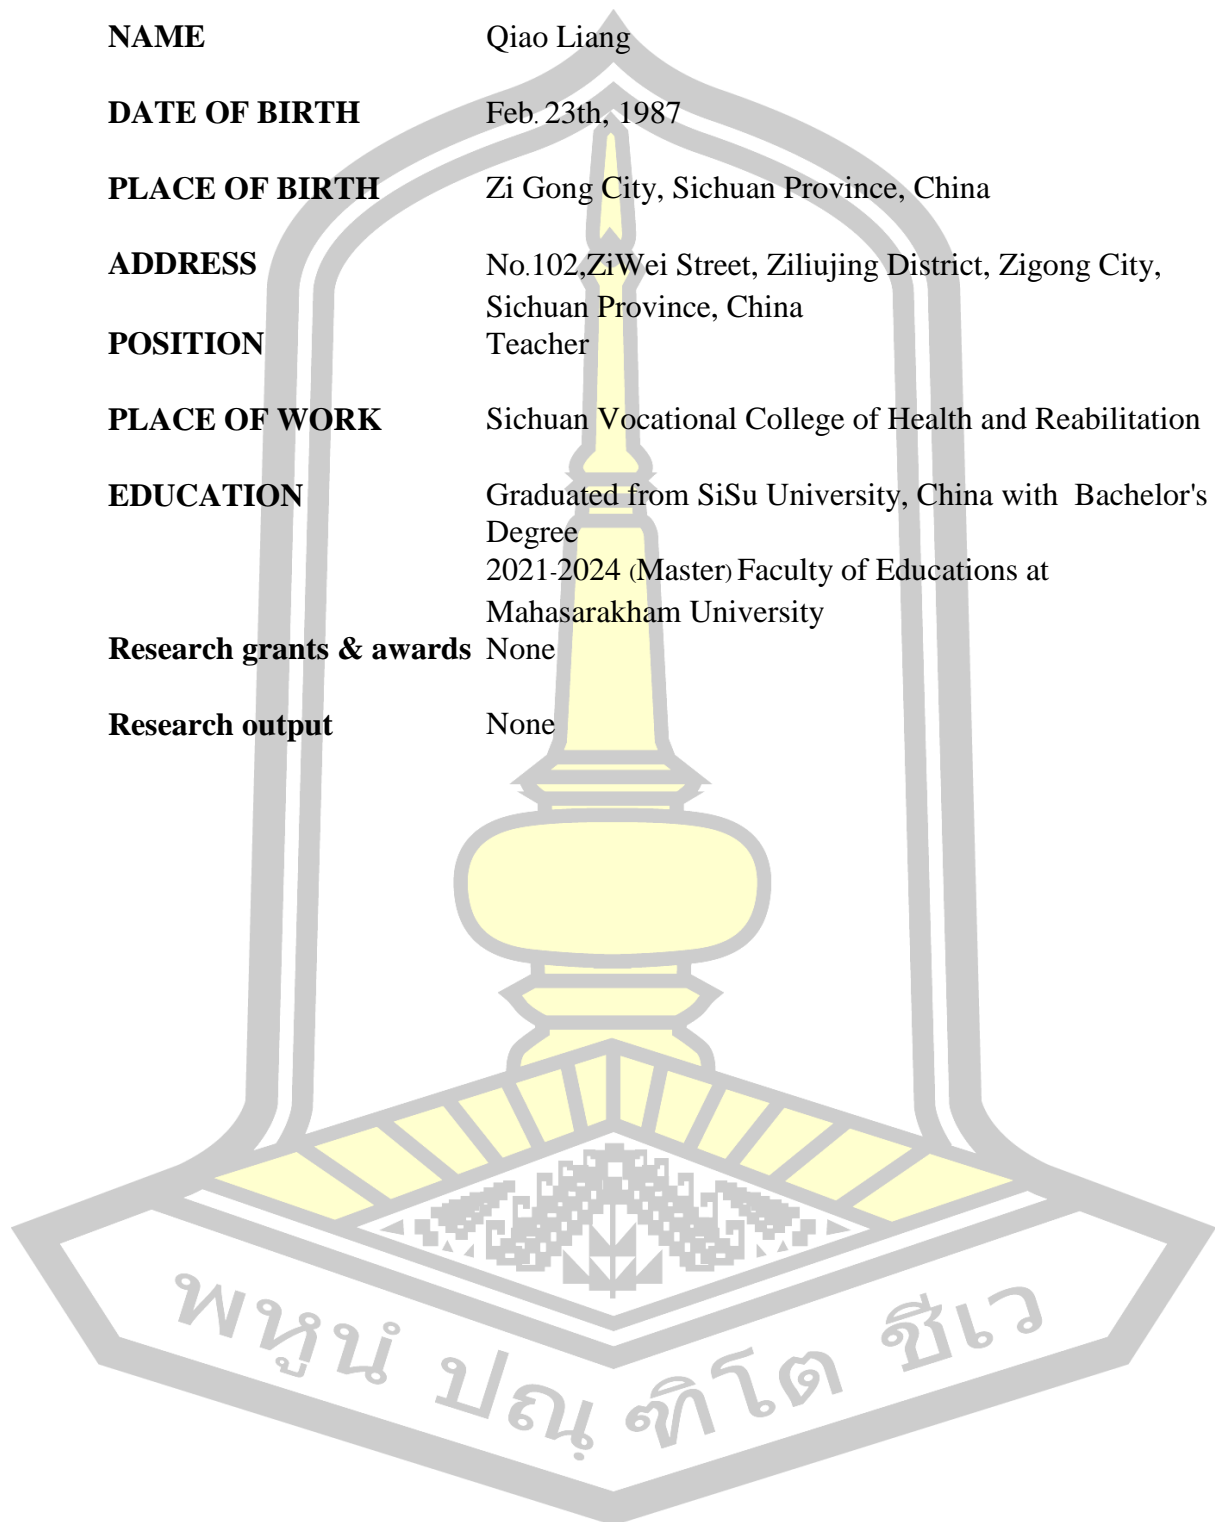 NAME Qiao Liang
DATE OF BIRTH Feb. 23th, 1987
PLACE OF BIRTH Zi Gong City, Sichuan Province, China
ADDRESS No.102,ZiWei Street, Ziliujing District, Zigong City,
Sichuan Province, China
POSITION Teacher
PLACE OF WORK Sichuan Vocational College of Health and Reabilitation
EDUCATION Graduated from SiSu University, China with  Bachelor's
Degree
2021-2024 (Master) Faculty of Educations at
Mahasarakham University
Research grants & awards None
Research output None
พหูนํ ปณฺฑิโต ชีเว